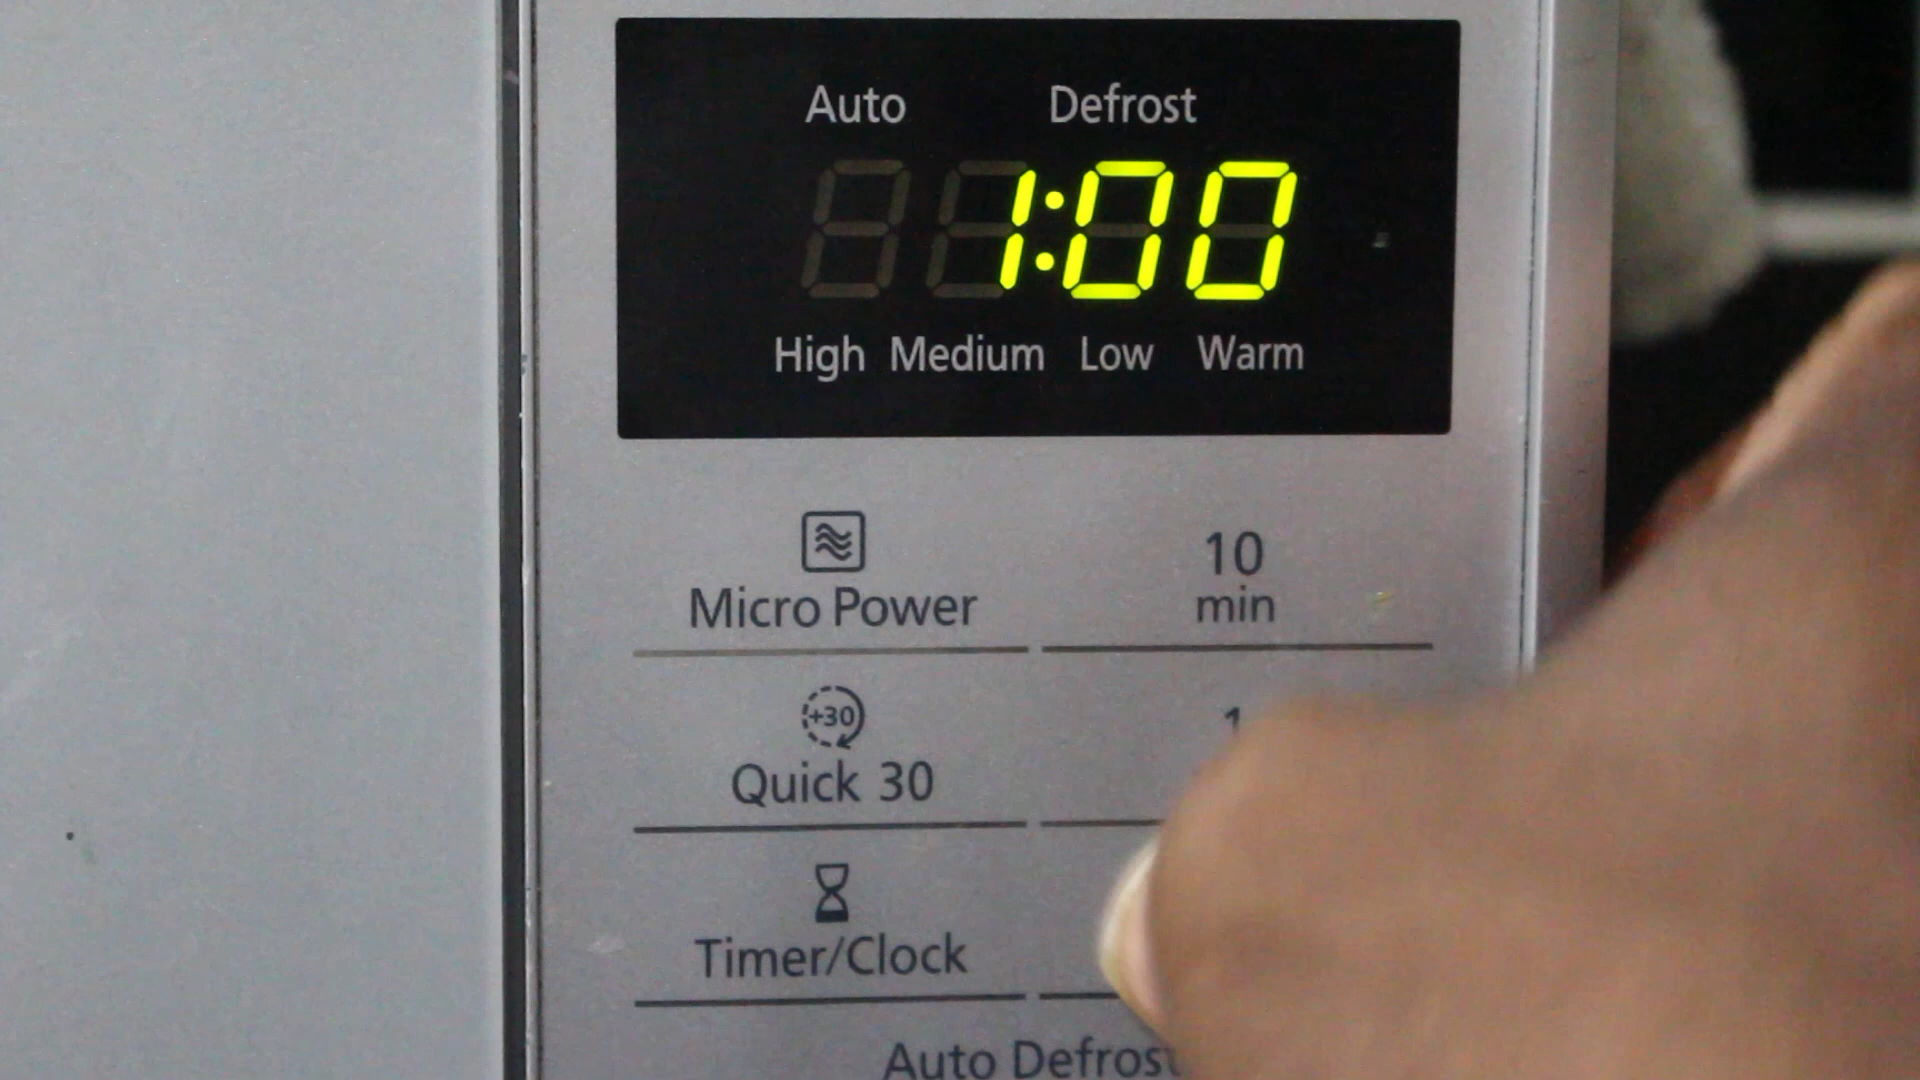 Auto Defrost
1:00
High Medium Low Warm
Micro Power
10
min
+30
Quick 30
1
Timer/Clock
Auto Defrost